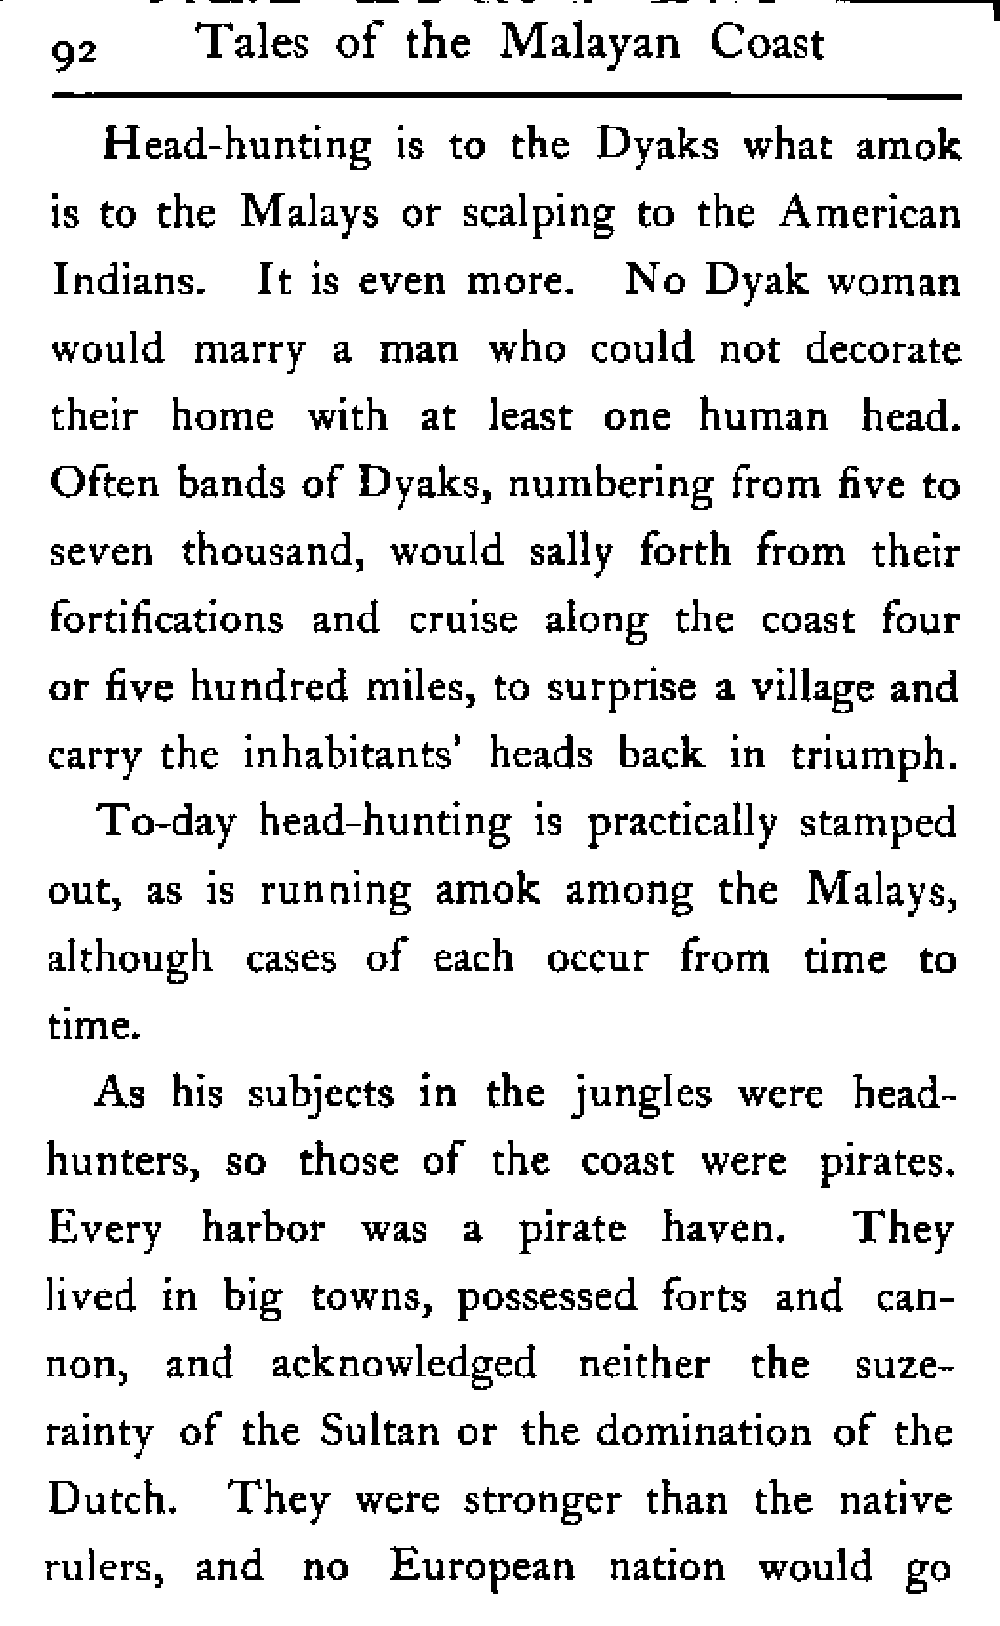 92 Tales of the Malayan Coast
Head-hunting is to the Dyaks what amok
is to the Malays or scalping to the American
Indians. It is even more. No Dyak woman
would marry a man who could not decorate
their home with at least one human head.
Often bands of Dyaks, numbering from five to
seven thousand, would sally forth from their
fortifications and cruise along the coast four
or five hundred miles, to surprise a village and
carry the inhabitants' heads back in triumph.
To-day head-hunting is practically stamped
out, as is running amok among the Malays,
although cases of each occur from time to
time.
As his subjects in the jungles were head-
hunters, so those of the coast were pirates.
Every harbor was a pirate haven. They
lived in big towns, possessed forts and can-
non, and acknowledged neither the suze-
rainty of the Sultan or the domination of the
Dutch. They were stronger than the native
rulers, and no European nation would go